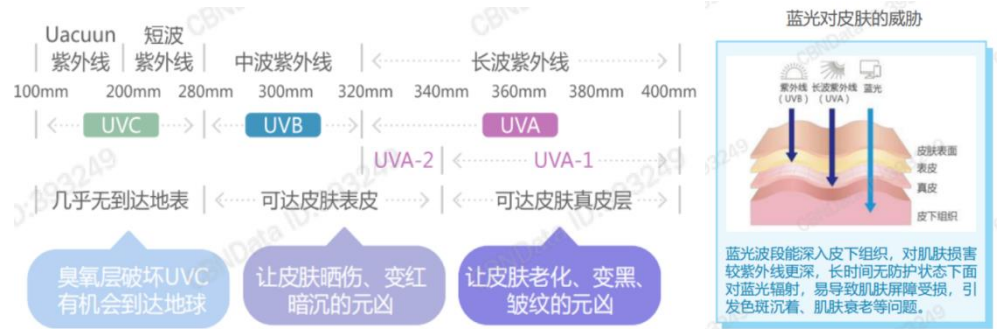 Uacuun 短波
紫外线 紫外线 中波紫外线 长波紫外线
100mm 200mm 280mm 300mm 320mm 340mm 360mm 380mm 400mm
UVC UVB UVA
UVA-2 UVA-1
几乎无到达地表 可达皮肤表皮 可达皮肤真皮层
臭氧层破坏UVC
有机会到达地球
让皮肤晒伤、变红
暗沉的元凶
让皮肤老化、变黑、
皱纹的元凶
蓝光对皮肤的威胁
紫外线 长波紫外线 蓝光
(UVB) (UVA)
皮肤表面
表皮
真皮
皮下组织
蓝光波段能深入皮下组织，对肌肤损害
较紫外线更深，长时间无防护状态下面
对蓝光辐射，易导致肌肤屏障受损，引
发色斑沉着、肌肤衰老等问题。